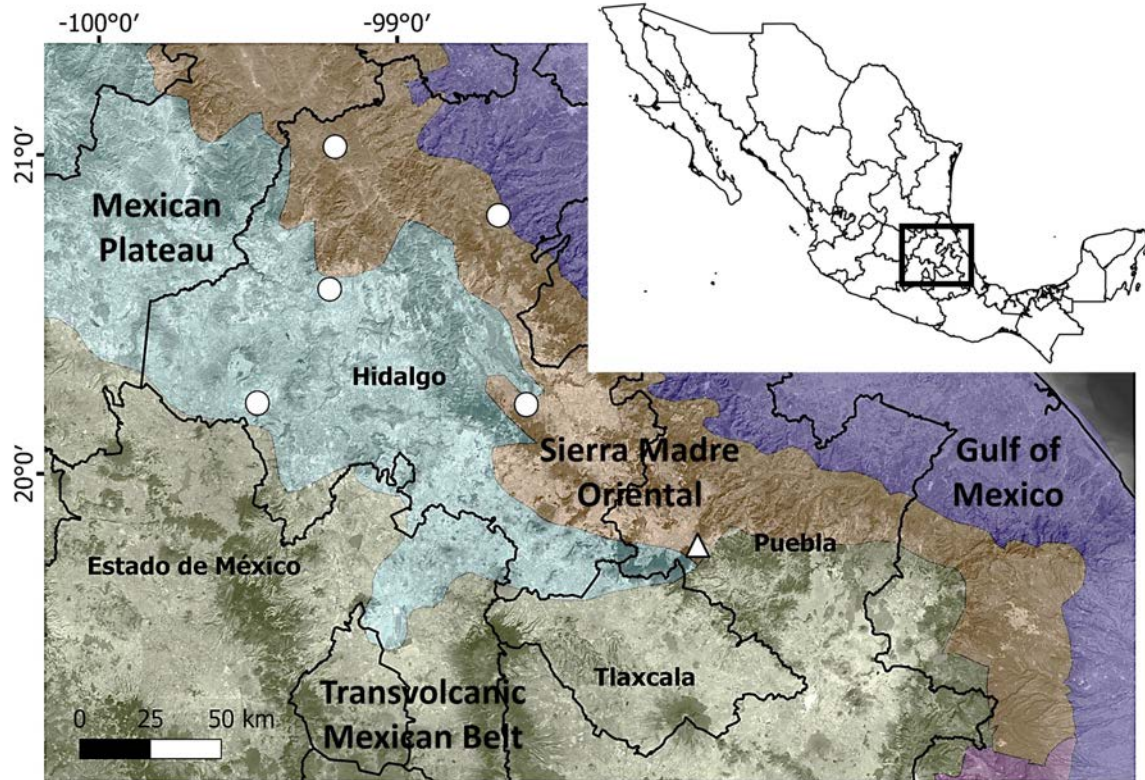 -100°0' -99°0'
21°0'
Mexican
Plateau
Hidalgo
20°0'
Sierra Madre
Oriental
Gulf of
Mexico
Puebla
Estado de México
Tlaxcala
Transvolcanic
Mexican Belt
0 25 50 km